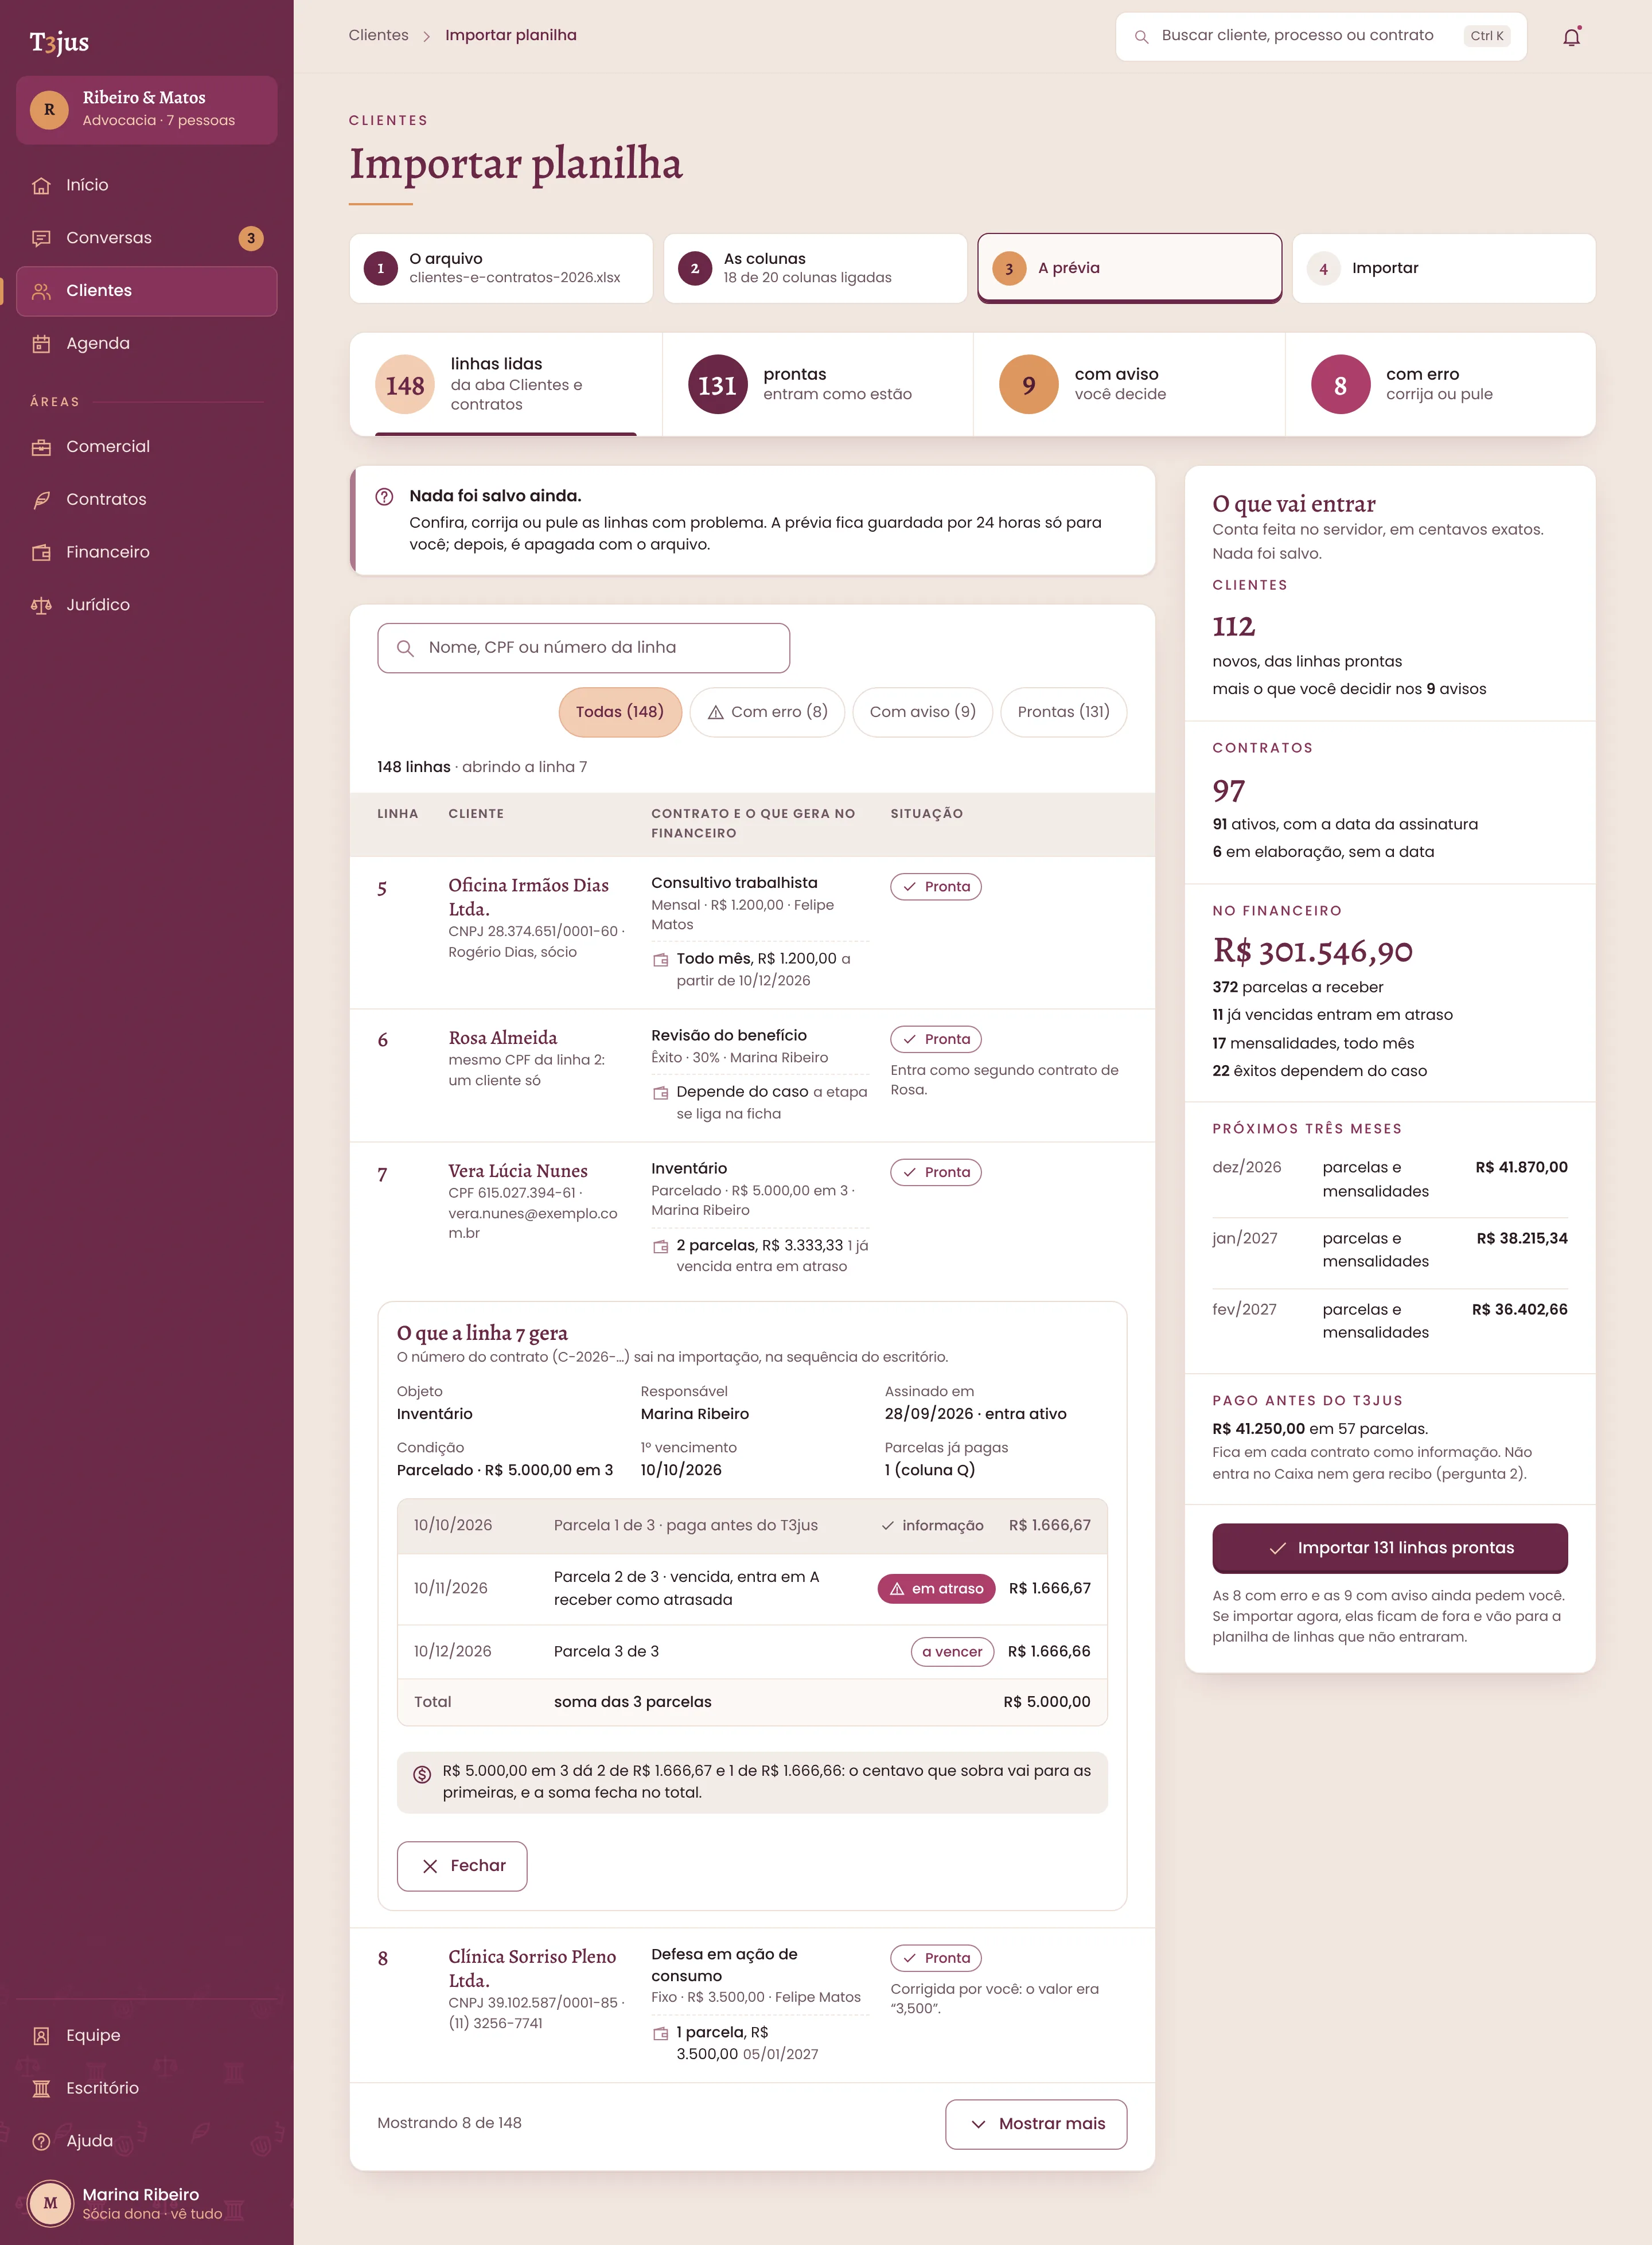 T3jus
R
Ribeiro & Matos
Advocacia · 7 pessoas
Início
Conversas
3
Clientes
Agenda
ÁREAS
Comercial
Contratos
Financeiro
Jurídico
Equipe
Escritório
Ajuda
M
Marina Ribeiro
Sócia dona · vê tudo
Clientes
Importar planilha
Buscar cliente, processo ou contrato
Ctrl K
CLIENTES
Importar planilha
1
O arquivo
clientes-e-contratos-2026.xlsx
2
As colunas
18 de 20 colunas ligadas
3
A prévia
4
Importar
148
linhas lidas
da aba Clientes e
contratos
131
prontas
entram como estão
9
com aviso
você decide
8
com erro
corrija ou pule
Nada foi salvo ainda.
Confira, corrija ou pule as linhas com problema. A prévia fica guardada por 24 horas só para
você; depois, é apagada com o arquivo.
Nome, CPF ou número da linha
Todas (148)
Com erro (8)
Com aviso (9)
Prontas (131)
148 linhas · abrindo a linha 7
LINHA
CLIENTE
CONTRATO E O QUE GERA NO
FINANCEIRO
SITUAÇÃO
5
Oficina Irmãos Dias
Ltda.
CNPJ 28.374.651/0001-60 ·
Rogério Dias, sócio
Consultivo trabalhista
Mensal · R$ 1.200,00 · Felipe
Matos
Todo mês, R$ 1.200,00 a
partir de 10/12/2026
Pronta
6
Rosa Almeida
mesmo CPF da linha 2:
um cliente só
Revisão do benefício
Êxito · 30% · Marina Ribeiro
Depende do caso a etapa
se liga na ficha
Pronta
Entra como segundo contrato de
Rosa.
7
Vera Lúcia Nunes
CPF 615.027.394-61 ·
vera.nunes@exemplo.co
m.br
Inventário
Parcelado · R$ 5.000,00 em 3 ·
Marina Ribeiro
2 parcelas, R$ 3.333,33 1 já
vencida entra em atraso
Pronta
O que a linha 7 gera
O número do contrato (C-2026-…) sai na importação, na sequência do escritório.
Objeto
Inventário
Responsável
Marina Ribeiro
Assinado em
28/09/2026 · entra ativo
Condição
Parcelado · R$ 5.000,00 em 3
1º vencimento
10/10/2026
Parcelas já pagas
1 (coluna Q)
10/10/2026
Parcela 1 de 3 · paga antes do T3jus
informação
R$ 1.666,67
10/11/2026
Parcela 2 de 3 · vencida, entra em A
receber como atrasada
em atraso
R$ 1.666,67
10/12/2026
Parcela 3 de 3
a vencer
R$ 1.666,66
Total
soma das 3 parcelas
R$ 5.000,00
R$ 5.000,00 em 3 dá 2 de R$ 1.666,67 e 1 de R$ 1.666,66: o centavo que sobra vai para as
primeiras, e a soma fecha no total.
Fechar
8
Clínica Sorriso Pleno
Ltda.
CNPJ 39.102.587/0001-85 ·
(11) 3256-7741
Defesa em ação de
consumo
Fixo · R$ 3.500,00 · Felipe Matos
1 parcela, R$
3.500,00 05/01/2027
Pronta
Corrigida por você: o valor era
“3,500”.
Mostrando 8 de 148
Mostrar mais
O que vai entrar
Conta feita no servidor, em centavos exatos.
Nada foi salvo.
CLIENTES
112
novos, das linhas prontas
mais o que você decidir nos 9 avisos
CONTRATOS
97
91 ativos, com a data da assinatura
6 em elaboração, sem a data
NO FINANCEIRO
R$ 301.546,90
372 parcelas a receber
11 já vencidas entram em atraso
17 mensalidades, todo mês
22 êxitos dependem do caso
PRÓXIMOS TRÊS MESES
dez/2026
parcelas e
mensalidades
R$ 41.870,00
jan/2027
parcelas e
mensalidades
R$ 38.215,34
fev/2027
parcelas e
mensalidades
R$ 36.402,66
PAGO ANTES DO T3JUS
R$ 41.250,00 em 57 parcelas.
Fica em cada contrato como informação. Não
entra no Caixa nem gera recibo (pergunta 2).
Importar 131 linhas prontas
As 8 com erro e as 9 com aviso ainda pedem você.
Se importar agora, elas ficam de fora e vão para a
planilha de linhas que não entraram.